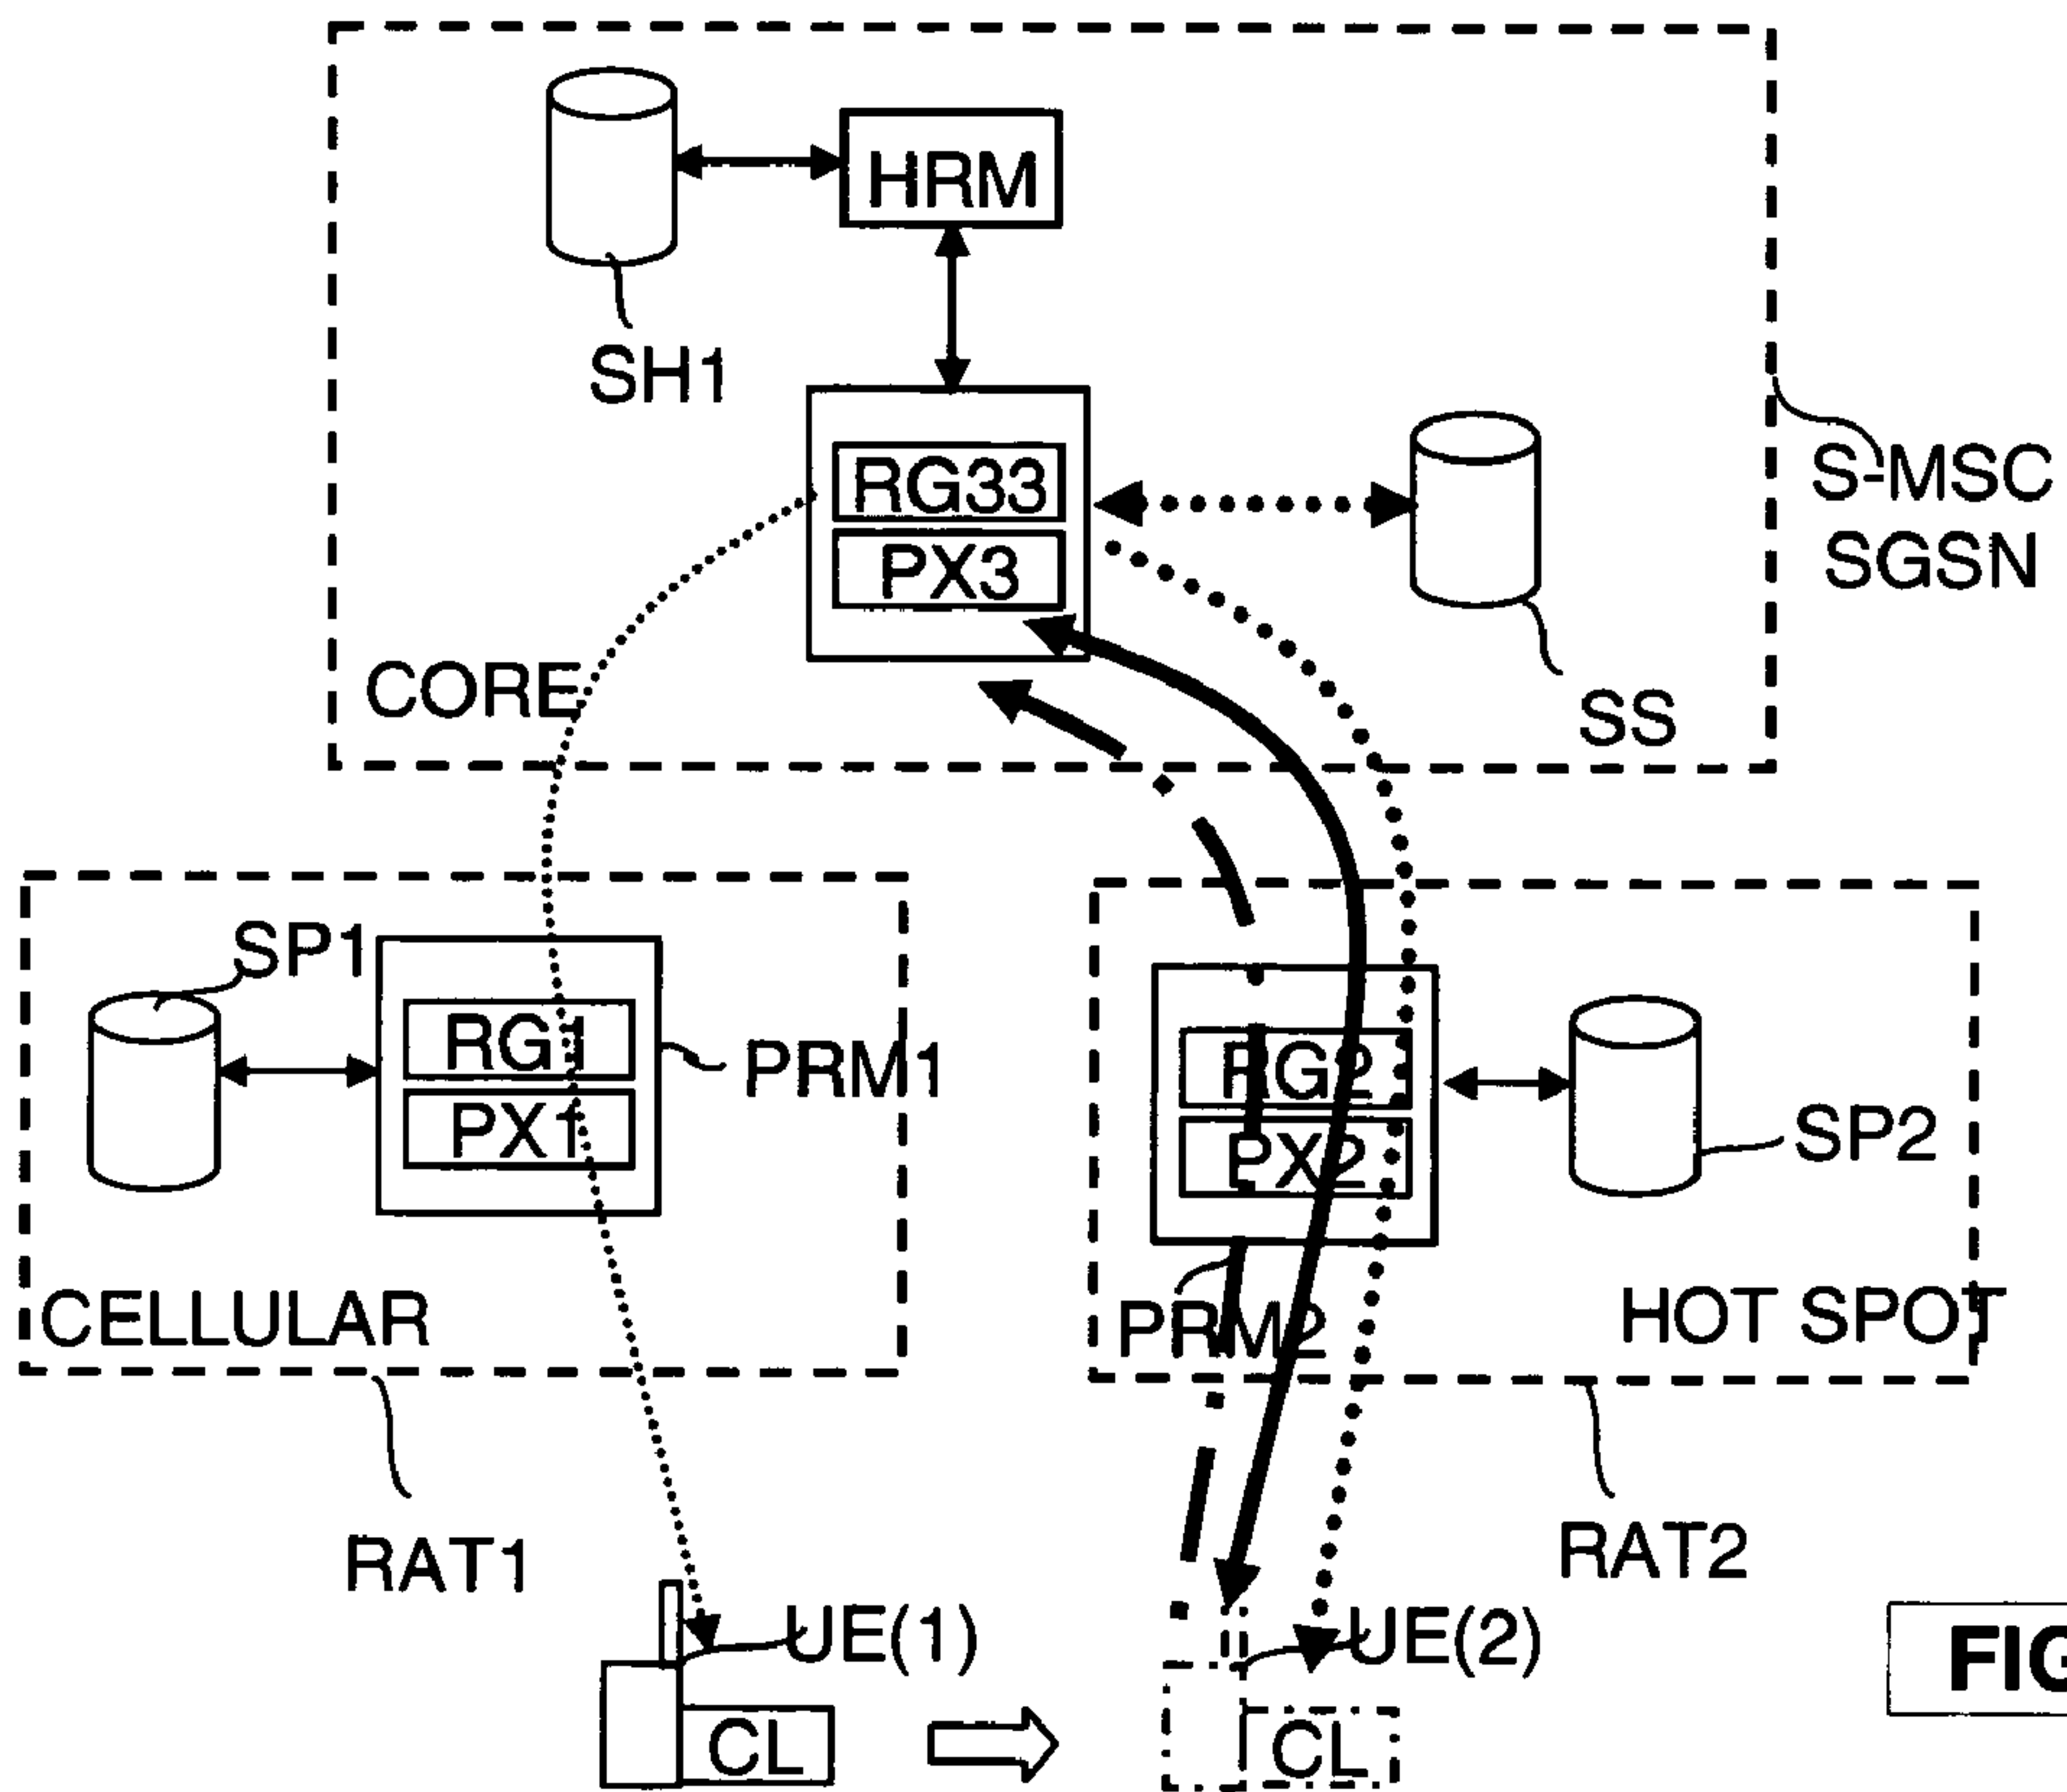 HRM
SH1
RG33
PX3
S-MSC
SGSN
CORE
SS
SP1
RG1
PX1
PRM1
RG2
PX2
SP2
CELLULAR
PRM2
HOT SPOT
RAT1
RAT2
UE(1)
UE(2)
FIG
CL
CL